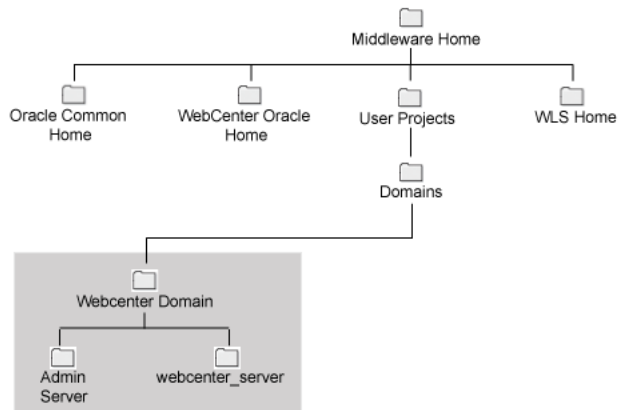 Middleware Home
Oracle Common
Home
WebCenter Oracle
Home
User Projects
WLS Home
Domains
Webcenter Domain
Admin
Server
webcenter_server